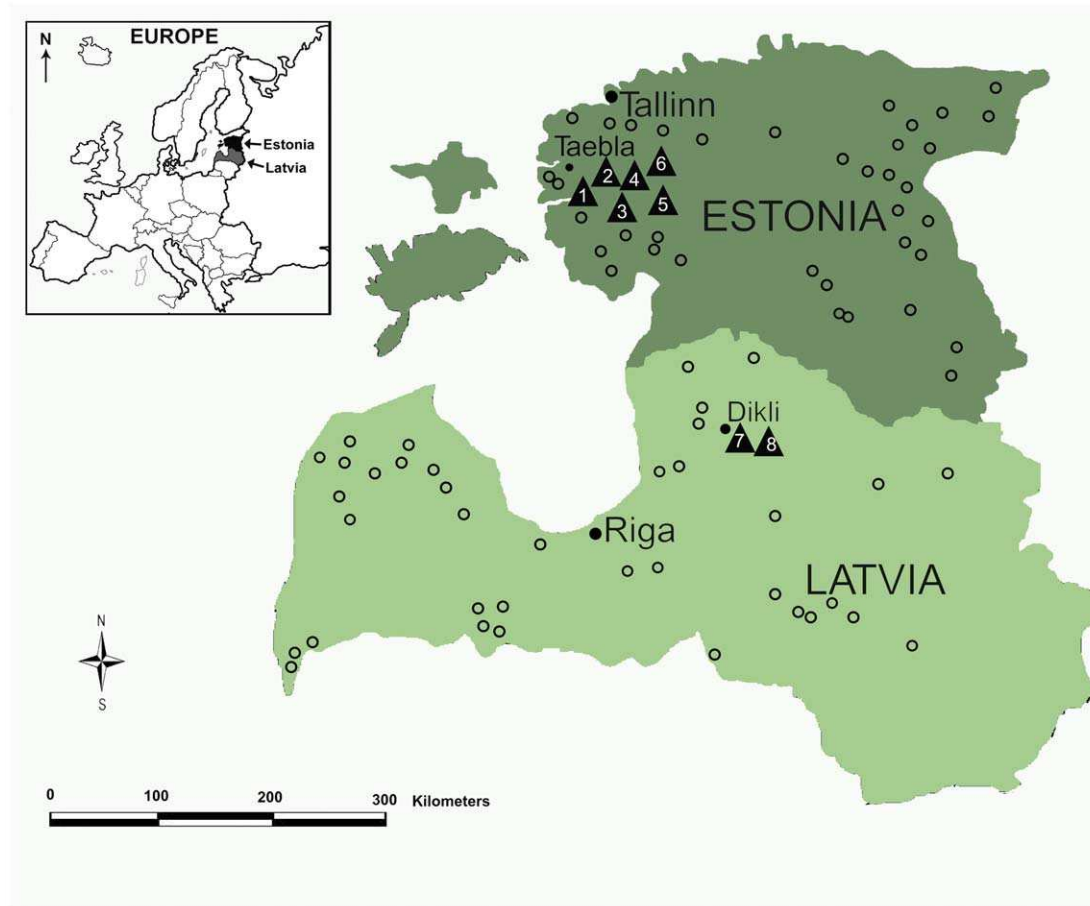 N
EUROPE
Estonia
Latvia
Tallinn
Taebla
1
2
3
4
5
6
ESTONIA
Dikli
7
8
Riga
LATVIA
N
S
0 100 200 300 Kilometers